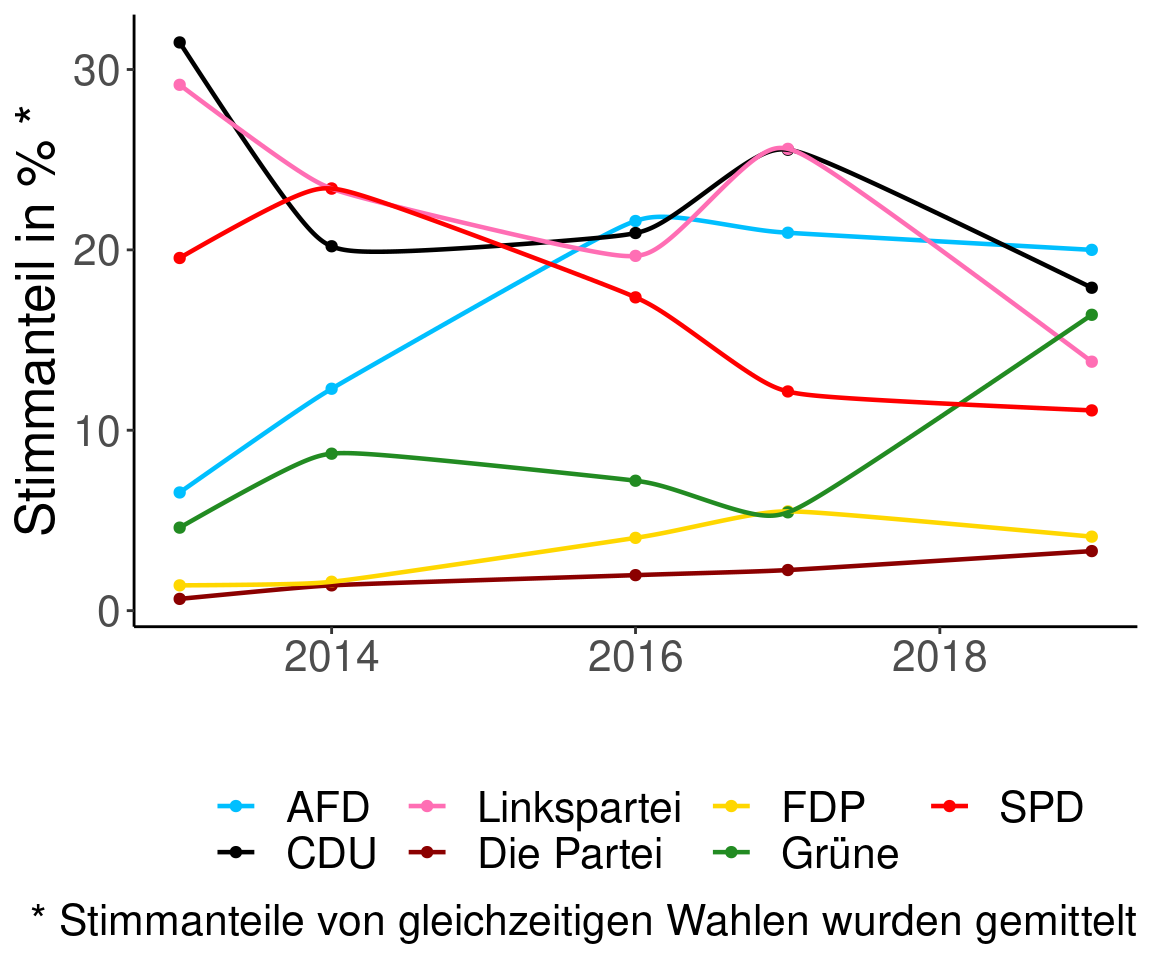 Stimmanteil in % *
30
20
10
0
2014 2016 2018
AFD Linkspartei FDP SPD
CDU Die Partei Grüne
* Stimmanteile von gleichzeitigen Wahlen wurden gemittelt